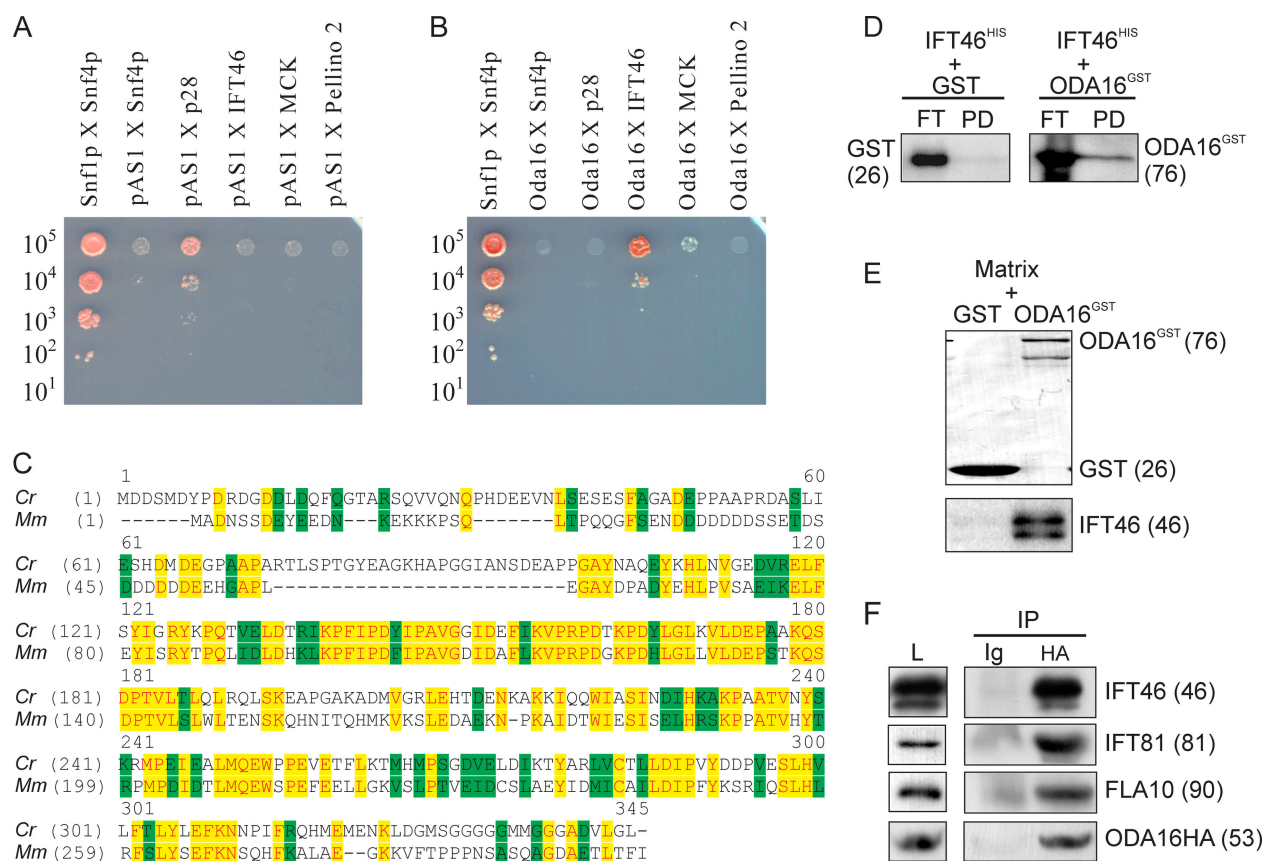 A
Snf1p X Snf4p
pAS1 X Snf4p
pAS1 X p28
pAS1 X IFT46
pAS1 X MCK
pAS1 X Pellino 2
10⁵
10⁴
10³
10²
10¹
B
Snf1p X Snf4p
Oda16 X Snf4p
Oda16 X p28
Oda16 X IFT46
Oda16 X MCK
Oda16 X Pellino 2
10⁵
10⁴
10³
10²
10¹
C
1 60
Cr (1) MDDSMDYPDRDGDDLDQFQGTARSQVVQNQPHDEEVNLSESESFAGADEPPAAPRDASLI
Mm (1) ------MADNSSDEYEEDN---KEKKKPSQ-------LTPQQGFSENDDDDDDDSSETDS
61 120
Cr (61) ESHDMDEGPAAPARTLSPTGYEAGKHAPGGIANSDEAPPGAYNAQEYKHLNVGEDVRELF
Mm (45) DDDDDDEEHGAPL-------------------------EGAYDPADYEHLPVSAEIKELF
121 180
Cr (121) SYIGRYKPQTVELDTRIKPFIPDYIPAVGGIDEFIKVPRPDTKPDYLGLKVLDEPAAKQS
Mm (80) EYISRYTPQLIDLDHKLKPFIPDFIPAVGDIDAFLKVPRPDGKPDHLGLLVLDEPSTKQS
181 240
Cr (181) DPTVLTLQLRQLSKEAPGAKADMVGRLEHTDENKAKKIQQWIASINDIHKAKPAATVNYS
Mm (140) DPTVLSLWLTENSKQHNITQHMKVKSLEDAEKN-PKAIDTWIESISELHRSKPPATVHYT
241 300
Cr (241) KRMPEIEALMQEWPPEVETFLKTMHMPSGDVELDIKTYARLVCTLLDIPVYDDPVESLHV
Mm (199) RPMPDIDTLMQEWSPEFEELLGKVSLPTVEIDCSLAEYIDMICAILDIPFYKSRIQSLHL
301 345
Cr (301) LFTLYLEFKNNPIFRQHMEMENKLDGMSGGGGGMMGGGADVLGL-
Mm (259) RFSLYSEFKNSQHFKALAE--GKKVFTPPPNSASQAGDAETLTFI
D
IFT46ᴴᴵˢ
+
GST
IFT46ᴴᴵˢ
+
ODA16ᴳˢᵀ
FT PD FT PD
GST
(26)
ODA16ᴳˢᵀ
(76)
E
Matrix
+
GST ODA16ᴳˢᵀ
ODA16ᴳˢᵀ (76)
GST (26)
IFT46 (46)
F
IP
L Ig HA
IFT46 (46)
IFT81 (81)
FLA10 (90)
ODA16HA (53)